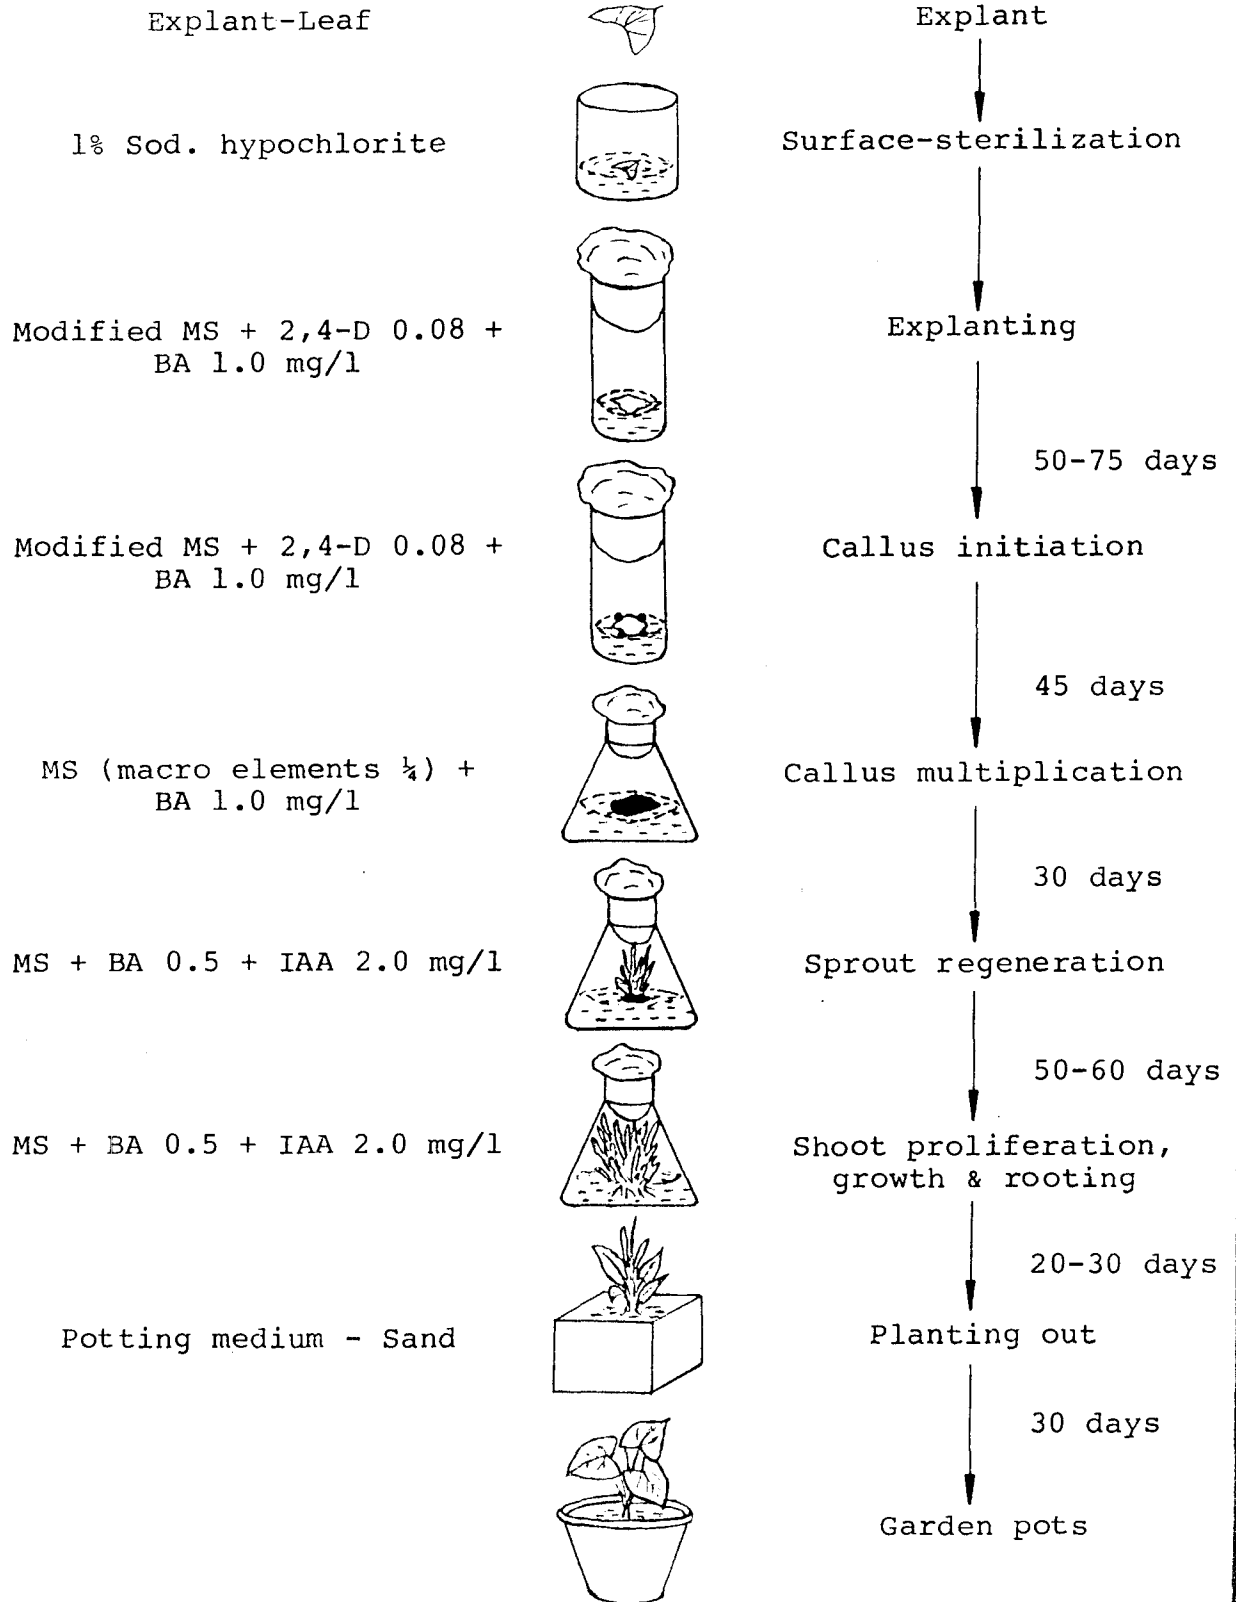 Explant-Leaf
Explant
1% Sod. hypochlorite
Surface-sterilization
Modified MS + 2,4-D 0.08 +
BA 1.0 mg/l
Explanting
50-75 days
Modified MS + 2,4-D 0.08 +
BA 1.0 mg/l
Callus initiation
45 days
MS (macro elements ¼) +
BA 1.0 mg/l
Callus multiplication
30 days
MS + BA 0.5 + IAA 2.0 mg/l
Sprout regeneration
50-60 days
MS + BA 0.5 + IAA 2.0 mg/l
Shoot proliferation,
growth & rooting
20-30 days
Potting medium - Sand
Planting out
30 days
Garden pots